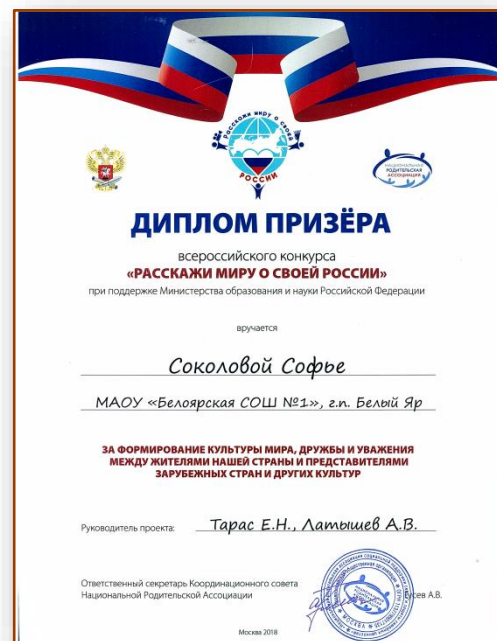 Расскажи миру о своей
РОССИИ
НАЦИОНАЛЬНАЯ
РОДИТЕЛЬСКАЯ
АССОЦИАЦИЯ
ДИПЛОМ ПРИЗЁРА
всероссийского конкурса
«РАССКАЖИ МИРУ О СВОЕЙ РОССИИ»
при поддержке Министерства образования и науки Российской Федерации
вручается
Соколовой Софье
МАОУ «Белоярская СОШ №1», г.п. Белый Яр
ЗА ФОРМИРОВАНИЕ КУЛЬТУРЫ МИРА, ДРУЖБЫ И УВАЖЕНИЯ
МЕЖДУ ЖИТЕЛЯМИ НАШЕЙ СТРАНЫ И ПРЕДСТАВИТЕЛЯМИ
ЗАРУБЕЖНЫХ СТРАН И ДРУГИХ КУЛЬТУР
Руководитель проекта: Тарас Е.Н., Латышев А.В.
Ответственный секретарь Координационного совета
Национальной Родительской Ассоциации Гусев А.В.
Москва 2018